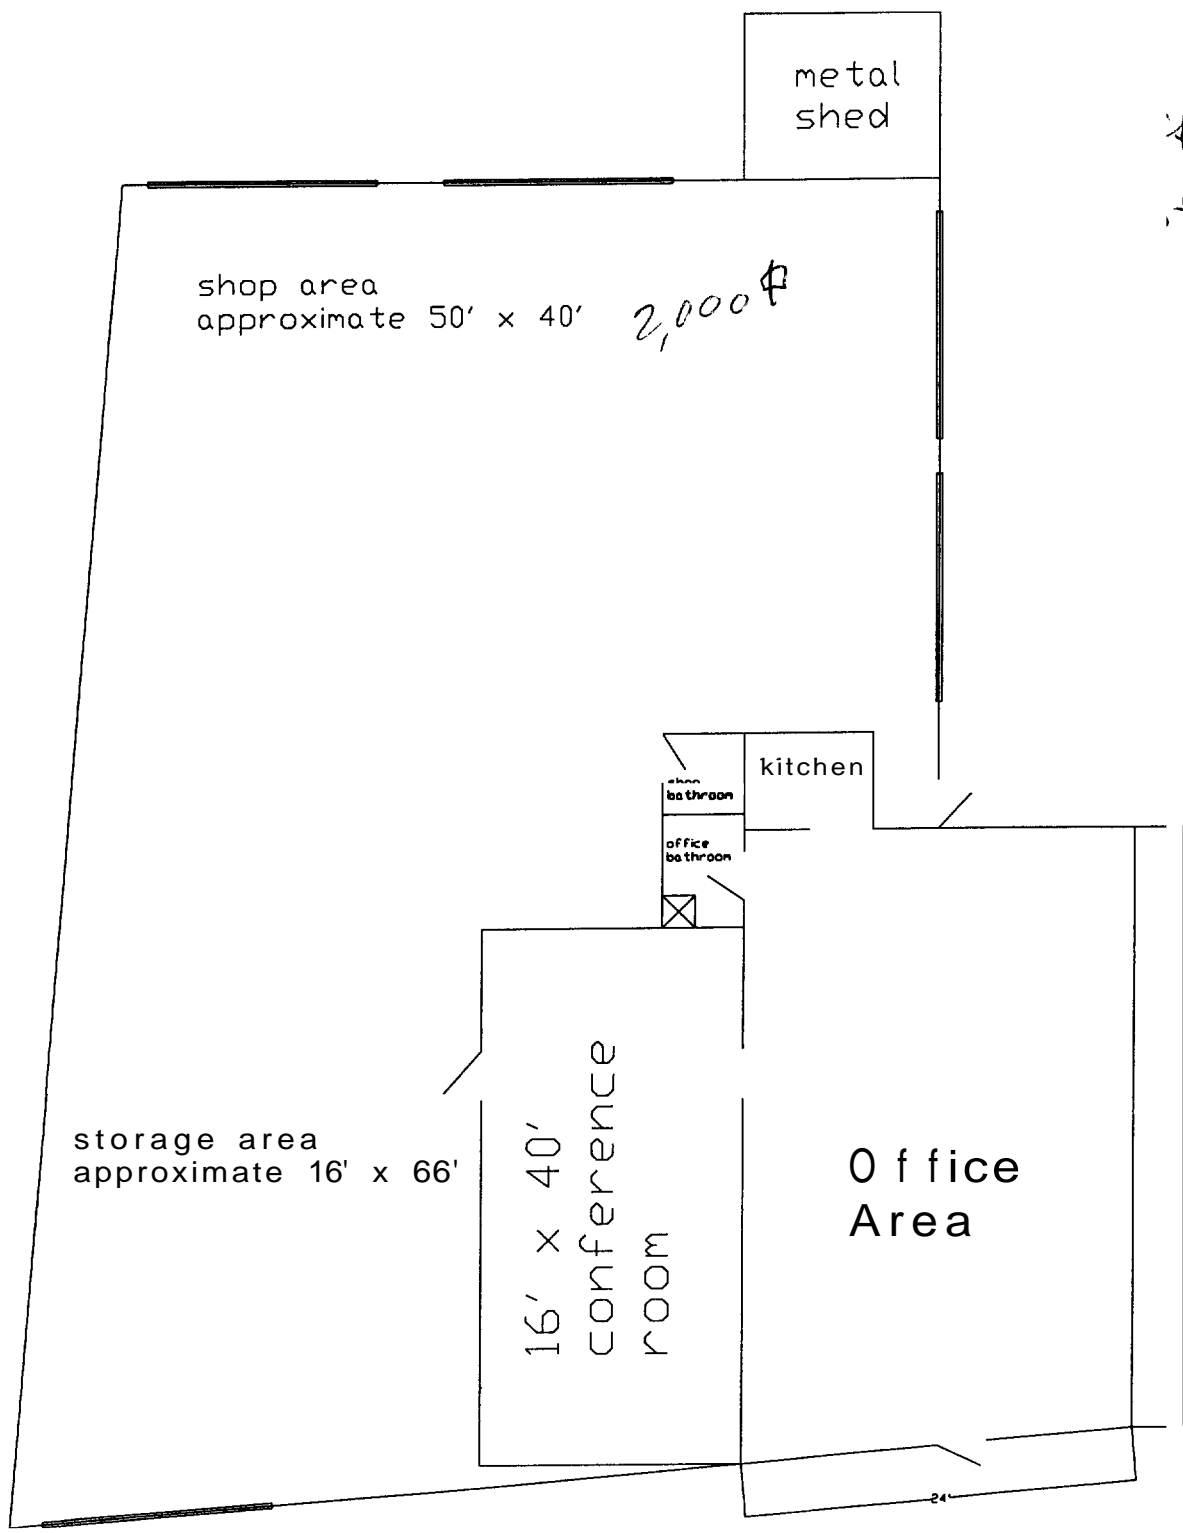 metal
shed
shop area
approximate 50' x 40' 2,000
kitchen
shop
bathroom
office
bathroom
storage area
approximate 16' x 66'
16' x 40'
conference
room
Office
Area
24'